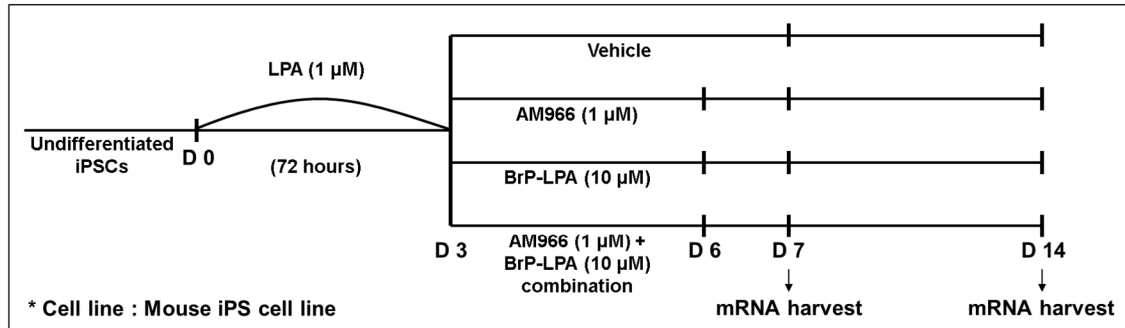 Vehicle
LPA (1 µM)
AM966 (1 µM)
Undifferentiated
iPSCs
D 0
(72 hours)
BrP-LPA (10 µM)
D 3
AM966 (1 µM) +
BrP-LPA (10 µM)
combination
D 6
D 7
D 14
* Cell line : Mouse iPS cell line
mRNA harvest
mRNA harvest